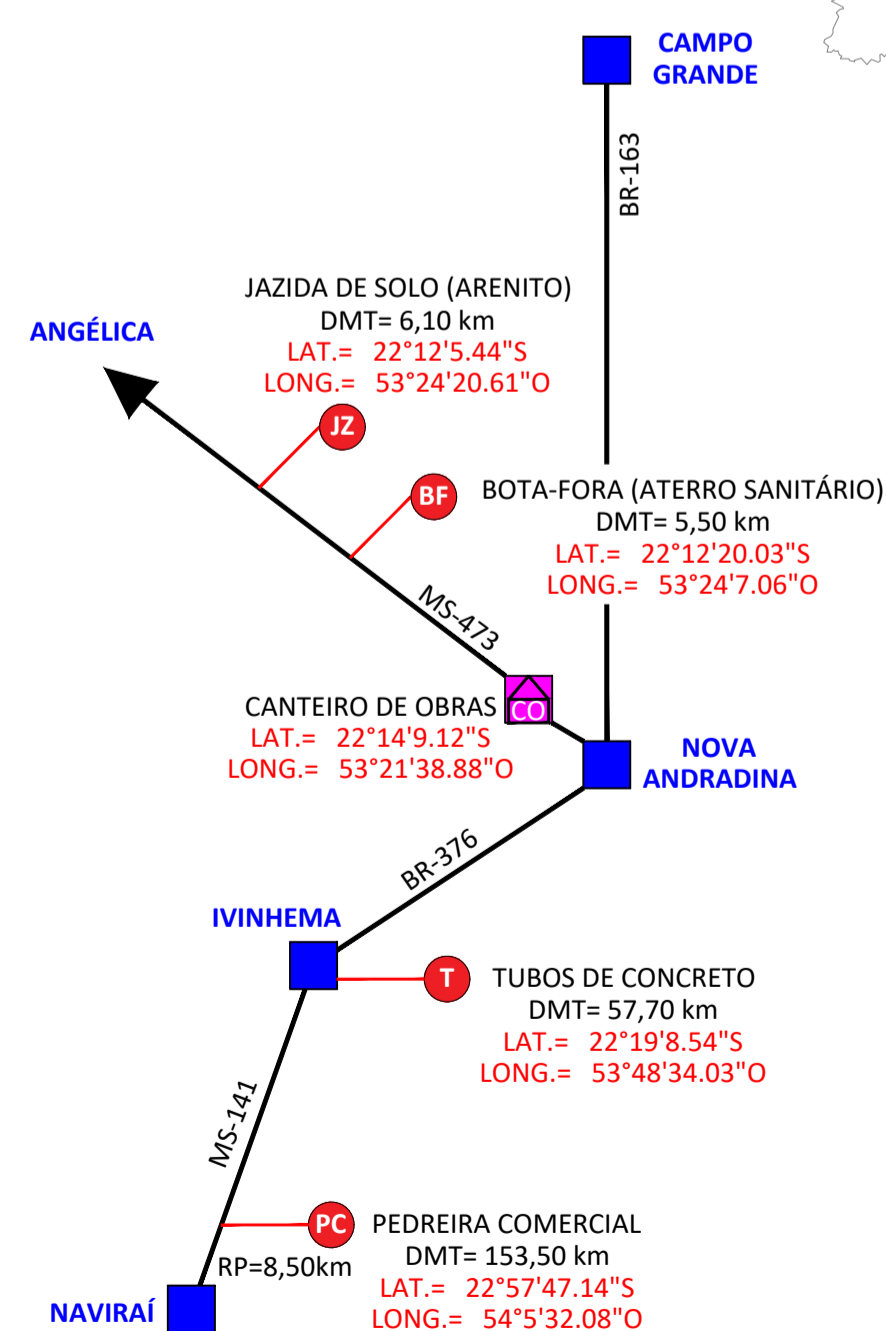 CAMPO
GRANDE
BR-163
JAZIDA DE SOLO (ARENITO)
DMT= 6,10 km
LAT.= 22°12'5.44"S
LONG.= 53°24'20.61"O
ANGÉLICA
JZ
BF
BOTA-FORA (ATERRO SANITÁRIO)
DMT= 5,50 km
LAT.= 22°12'20.03"S
LONG.= 53°24'7.06"O
MS-473
CANTEIRO DE OBRAS
LAT.= 22°14'9.12"S
LONG.= 53°21'38.88"O
CO
NOVA
ANDRADINA
BR-376
IVINHEMA
T
TUBOS DE CONCRETO
DMT= 57,70 km
LAT.= 22°19'8.54"S
LONG.= 53°48'34.03"O
MS-141
PC
PEDREIRA COMERCIAL
DMT= 153,50 km
LAT.= 22°57'47.14"S
LONG.= 54°5'32.08"O
RP=8,50km
NAVIRAÍ